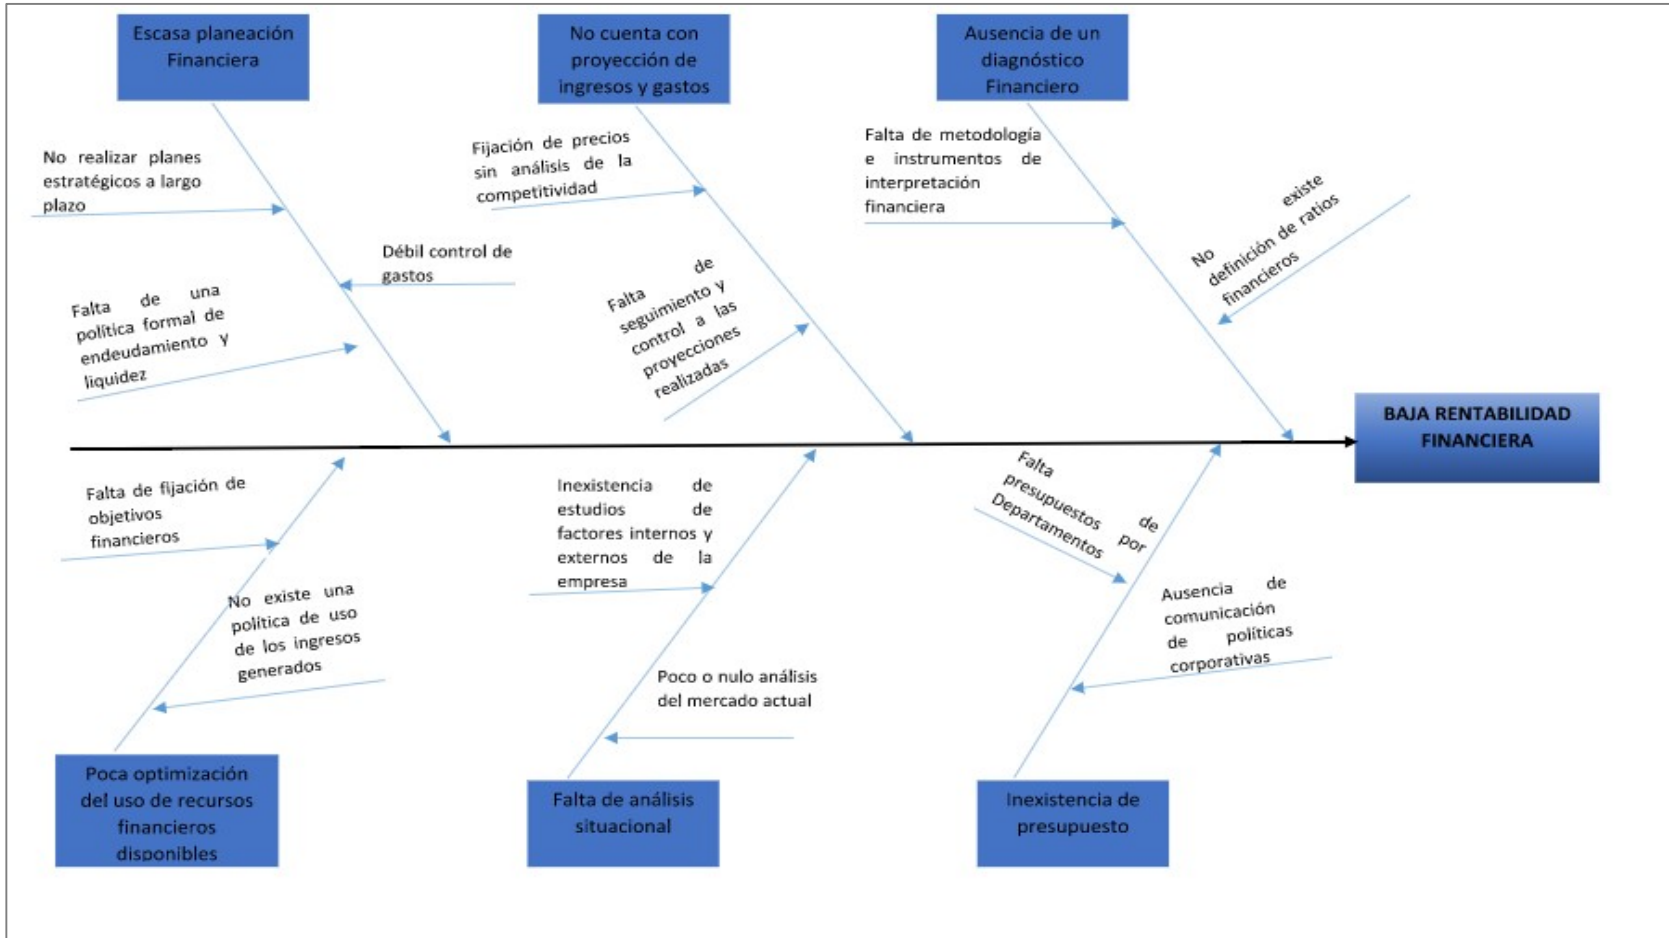 Escasa planeación
Financiera
No cuenta con
proyección de
ingresos y gastos
Ausencia de un
diagnóstico
Financiero
No realizar planes
estratégicos a largo
plazo
Débil control de
gastos
Falta de una
política formal de
endeudamiento y
liquidez
Fijación de precios
sin análisis de la
competitividad
Falta de
seguimiento y
control a las
proyecciones
realizadas
Falta de metodología
e instrumentos de
interpretación
financiera
No existe
definición de ratios
financieros
BAJA RENTABILIDAD
FINANCIERA
Falta de fijación de
objetivos
financieros
No existe una
política de uso
de los ingresos
generados
Inexistencia de
estudios de
factores internos y
externos de la
empresa
Poco o nulo análisis
del mercado actual
Falta de
presupuestos por
Departamentos
Ausencia de
comunicación
de políticas
corporativas
Poca optimización
del uso de recursos
financieros
disponibles
Falta de análisis
situacional
Inexistencia de
presupuesto